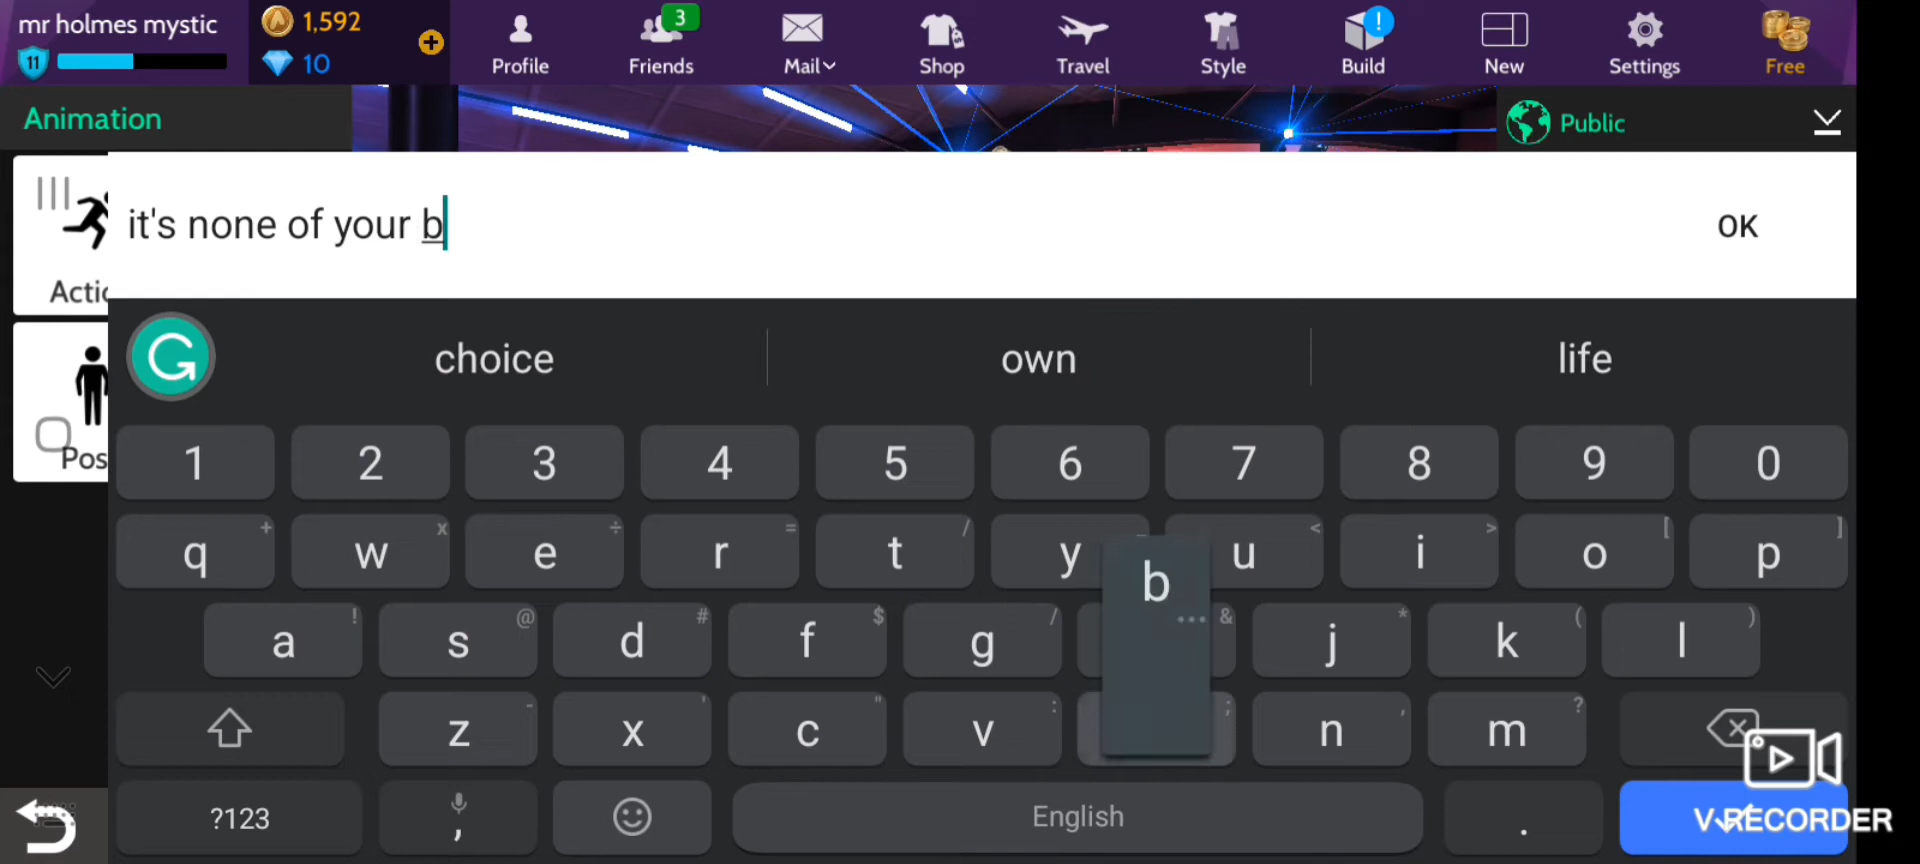 mr holmes mystic
11
1,592
10
Profile
3
Friends
Mail
Shop
Travel
Style
!
Build
New
Settings
Free
Animation
Public
Actio
it's none of your b
OK
Pos
choice own life
1 2 3 4 5 6 7 8 9 0
q + w x e ÷ r = t / y u < i > o [ p ]
a ! s @ d # f $ g / & j * k ( l )
b ...
z - x ' c " v : ; n , m ?
?123 , English .
V-RECORDER